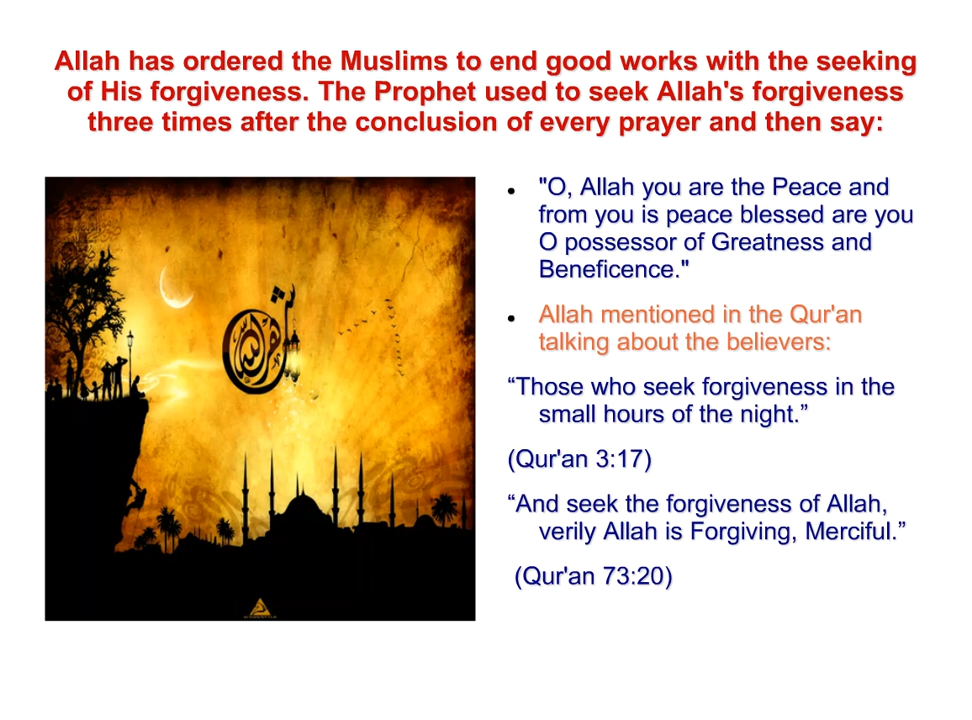 Allah has ordered the Muslims to end good works with the seeking
of His forgiveness. The Prophet used to seek Allah's forgiveness
three times after the conclusion of every prayer and then say:
"O, Allah you are the Peace and
from you is peace blessed are you
O possessor of Greatness and
Beneficence."
Allah mentioned in the Qur'an
talking about the believers:
“Those who seek forgiveness in the
small hours of the night.”
(Qur'an 3:17)
“And seek the forgiveness of Allah,
verily Allah is Forgiving, Merciful.”
(Qur'an 73:20)
شهر الله